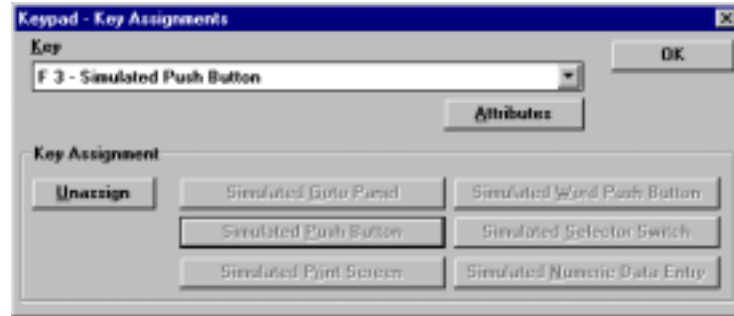 Keypad - Key Assignments
Key
OK
F 3 - Simulated Push Button
Attributes
Key Assignment
Unassign
Simulated Goto Panel
Simulated Word Push Button
Simulated Push Button
Simulated Selector Switch
Simulated Print Screen
Simulated Numeric Data Entry